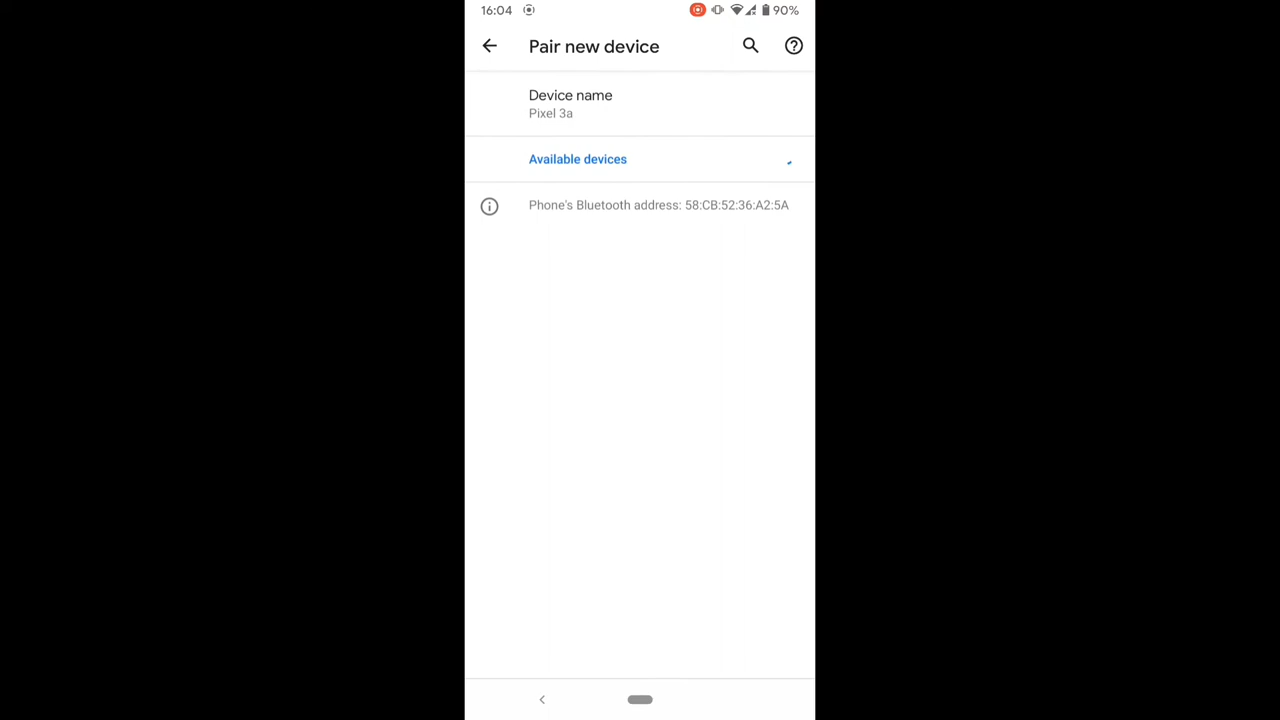 16:04
90%
Pair new device
Device name
Pixel 3a
Available devices
Phone's Bluetooth address: 58:CB:52:36:A2:5A